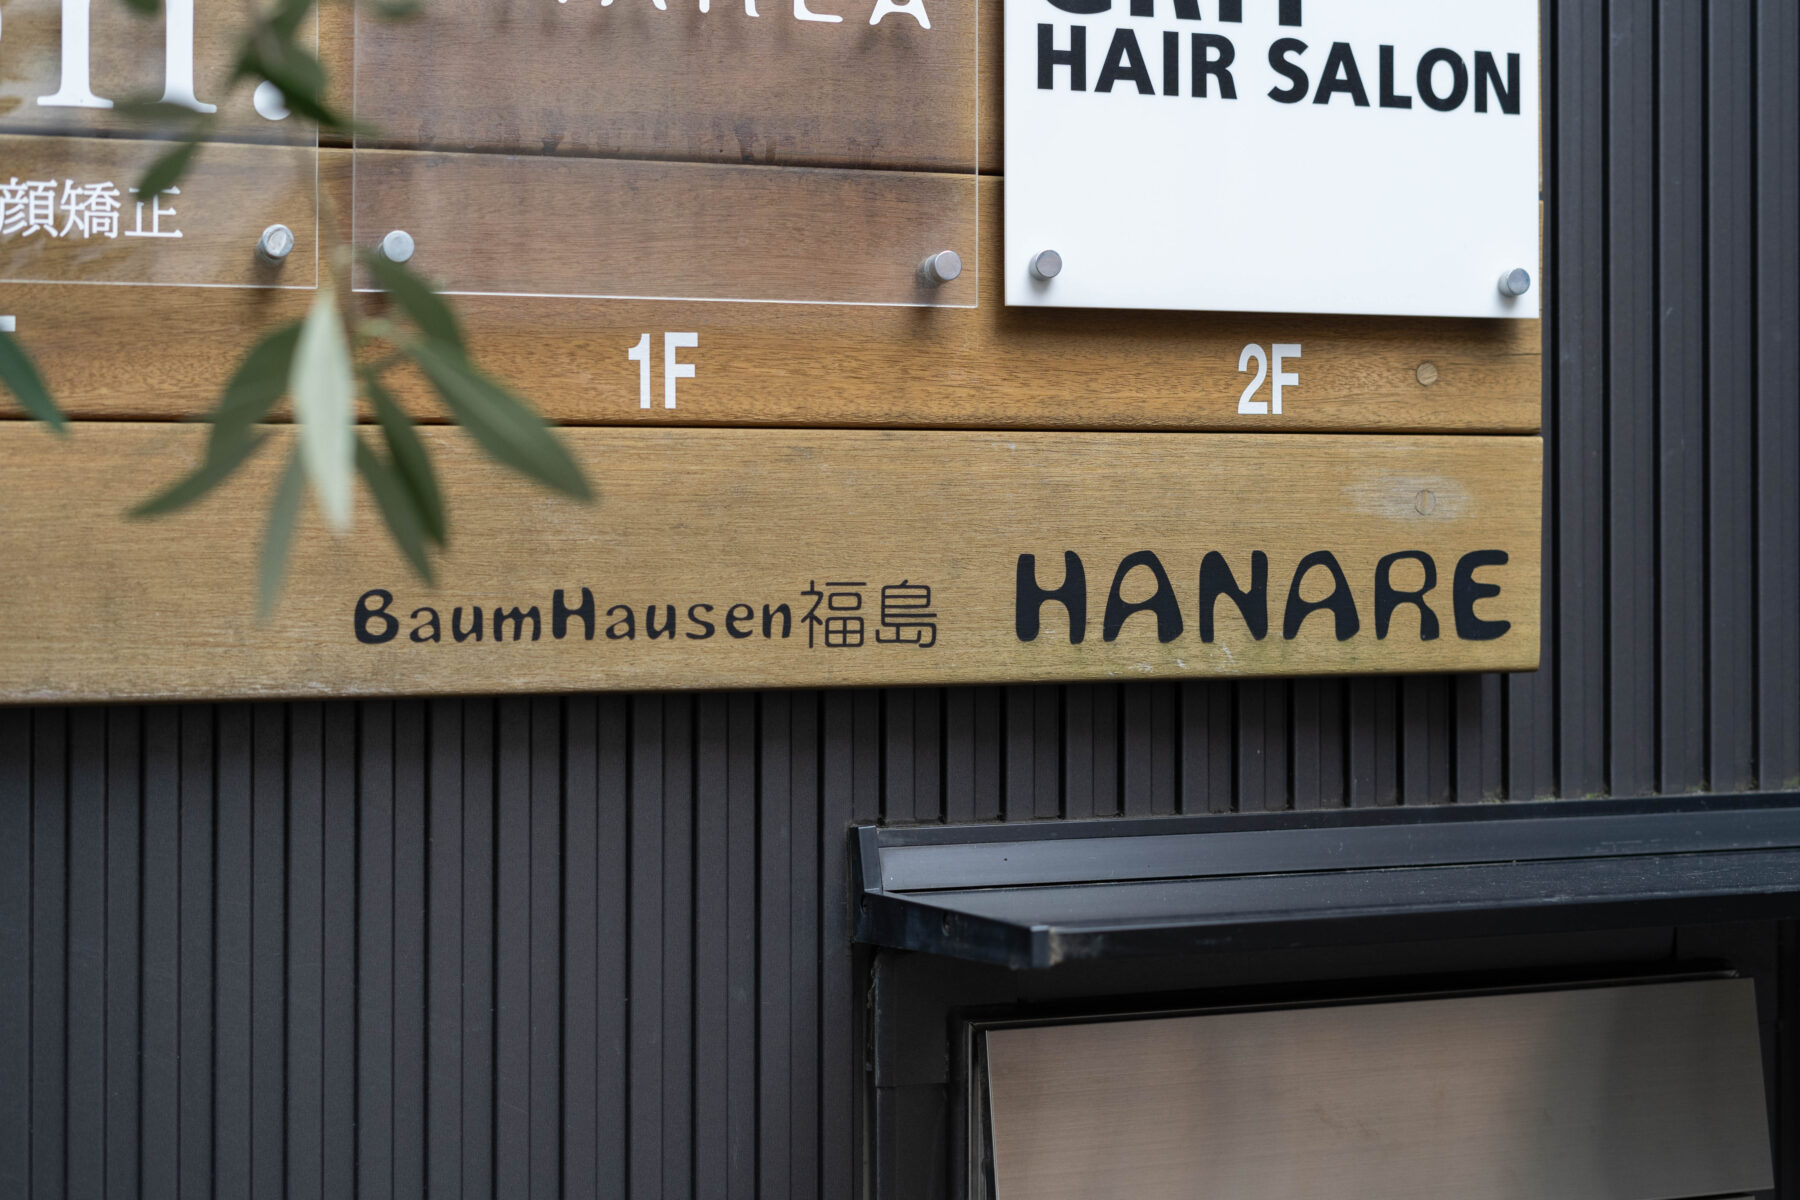 HAIR SALON
顔矯正
1F
2F
BaumHausen福島
HANARE